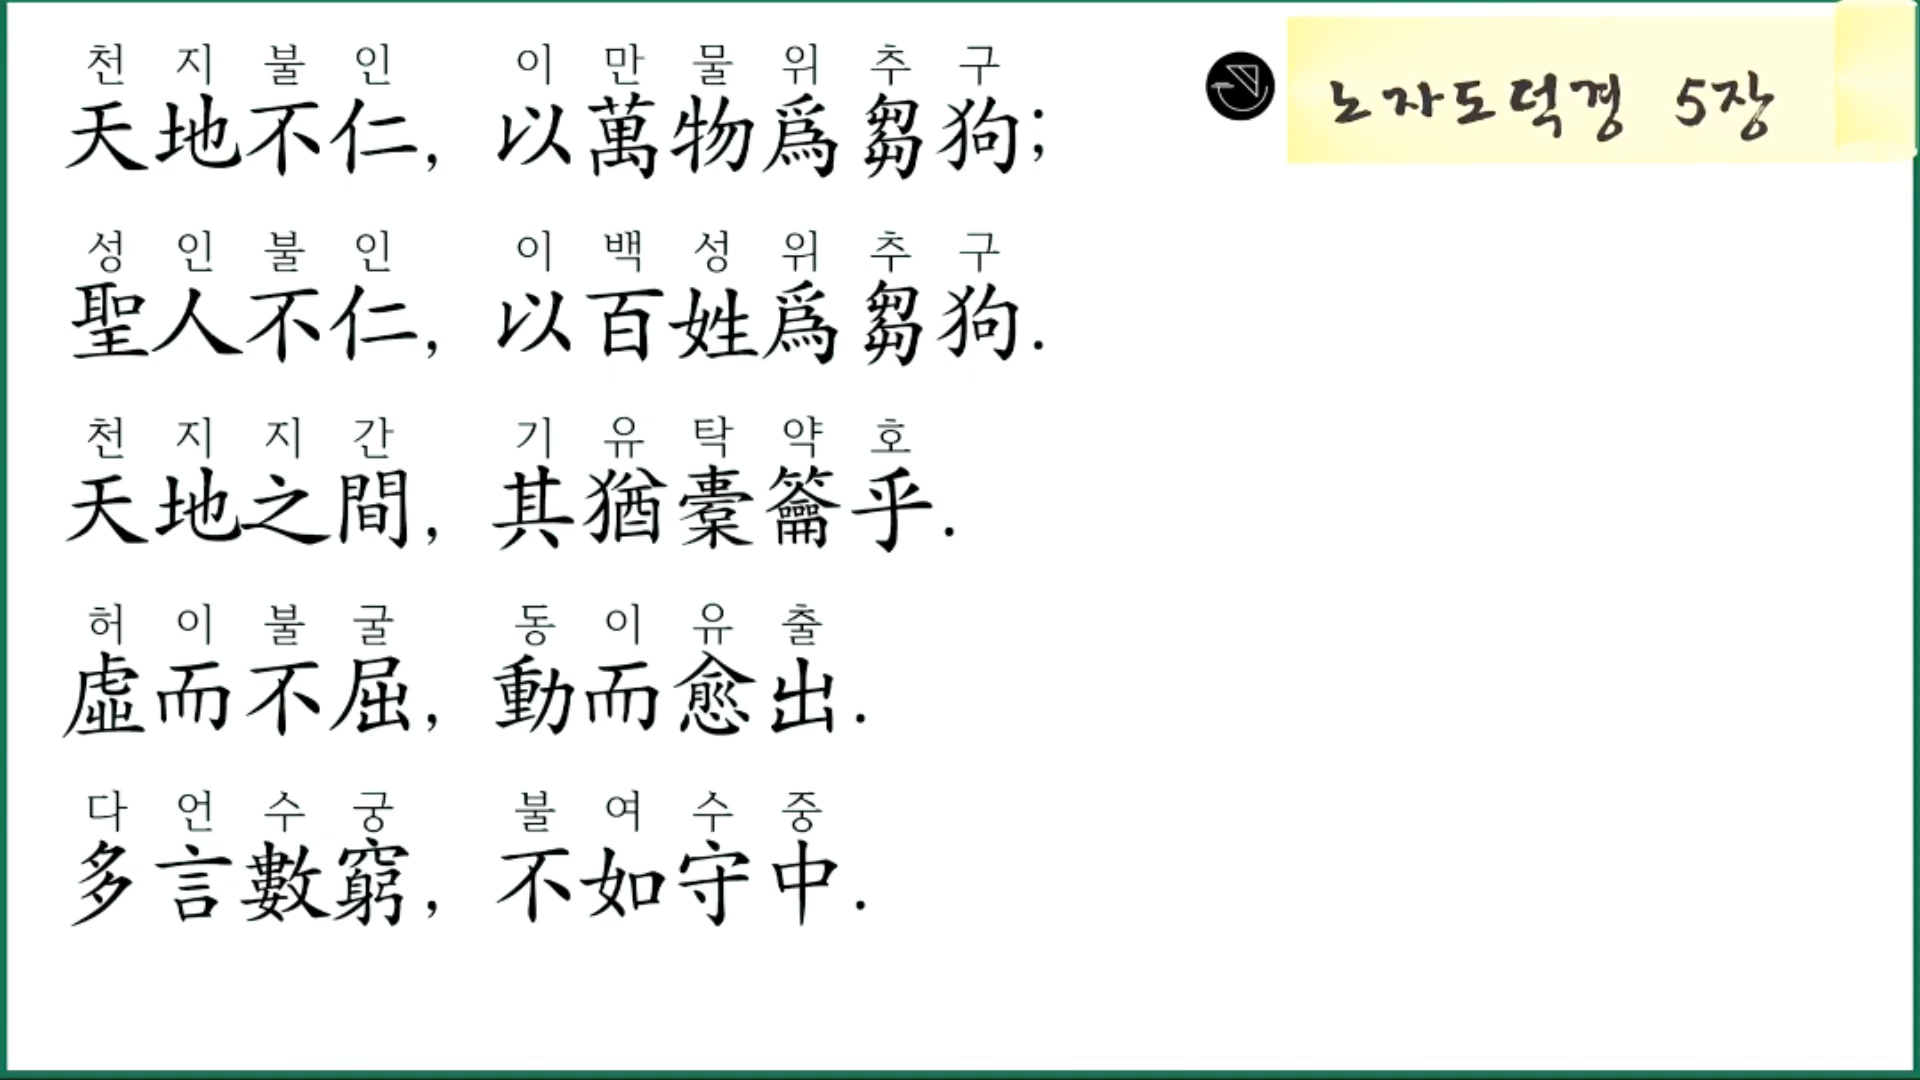 노자도덕경 5장
천 지 불 인 이 만 물 위 추 구
天地不仁, 以萬物爲芻狗;
성 인 불 인 이 백 성 위 추 구
聖人不仁, 以百姓爲芻狗.
천 지 지 간 기 유 탁 약 호
天地之間, 其猶橐籥乎.
허 이 불 굴 동 이 유 출
虛而不屈, 動而愈出.
다 언 수 궁 불 여 수 중
多言數窮, 不如守中.